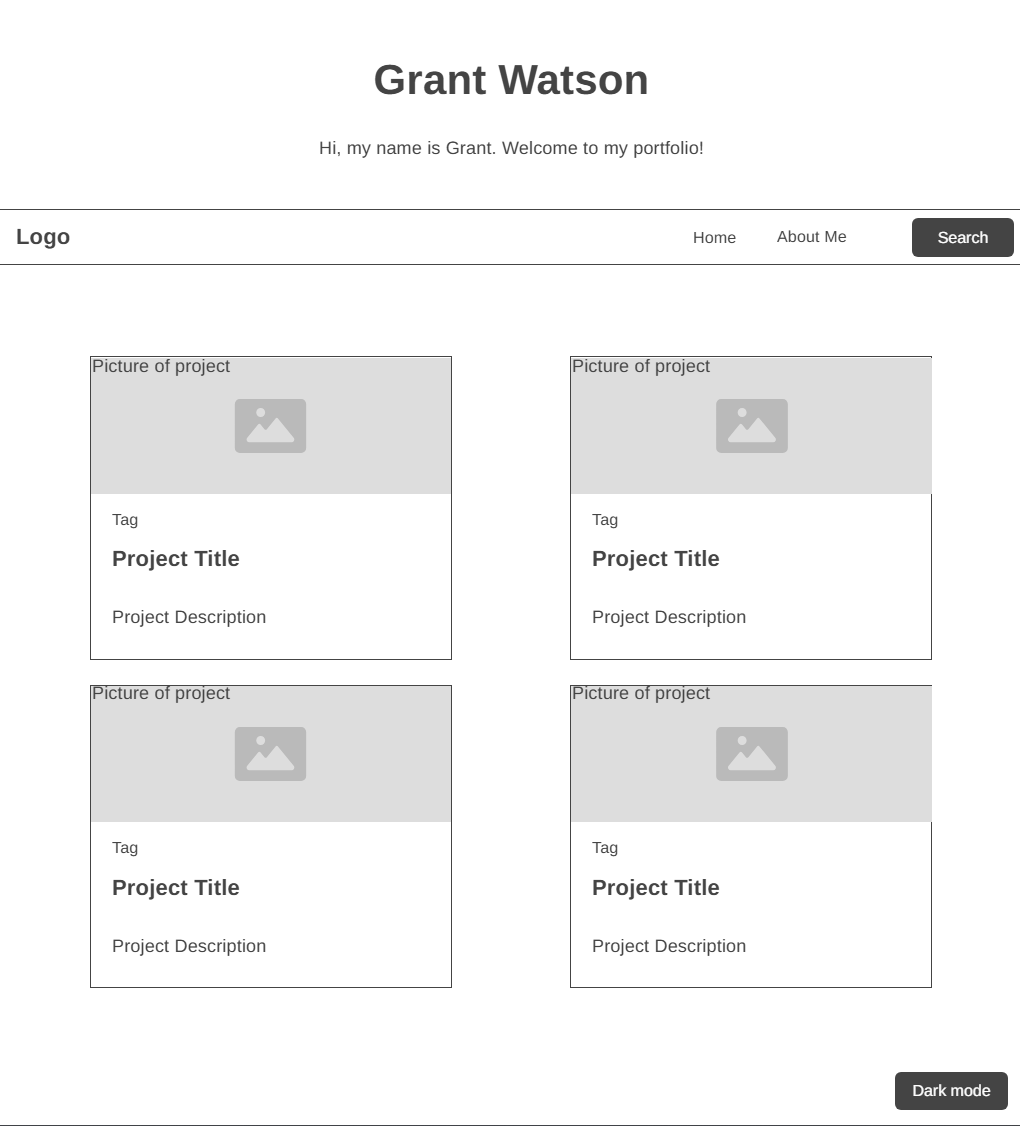 Grant Watson
Hi, my name is Grant. Welcome to my portfolio!
Logo
Home
About Me
Search
Picture of project
Tag
Project Title
Project Description
Picture of project
Tag
Project Title
Project Description
Picture of project
Tag
Project Title
Project Description
Picture of project
Tag
Project Title
Project Description
Dark mode